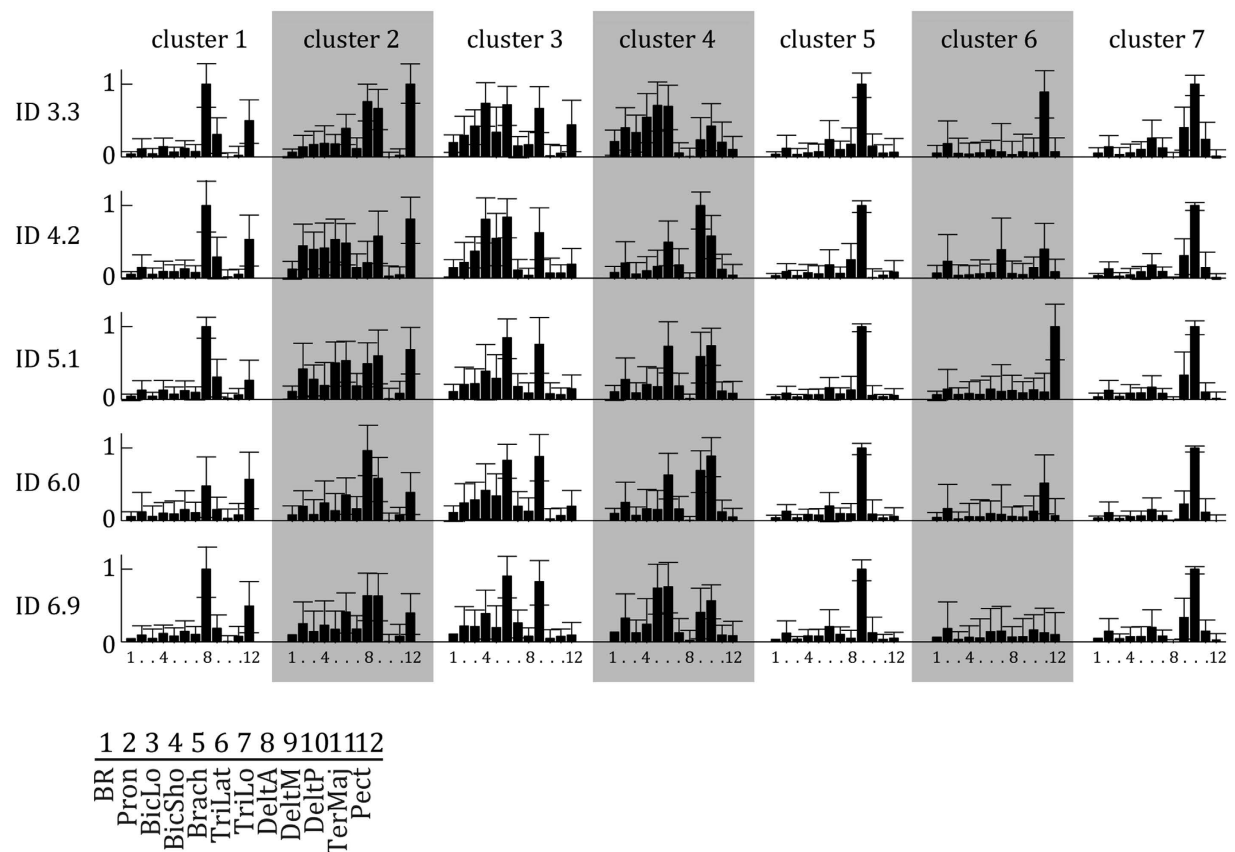 cluster 1 cluster 2 cluster 3 cluster 4 cluster 5 cluster 6 cluster 7
ID 3.3 1
0
ID 4.2 1
0
ID 5.1 1
0
ID 6.0 1
0
ID 6.9 1
0
1 . . 4 . . . 8 . . . 12 1 . . 4 . . . 8 . . . 12 1 . . 4 . . . 8 . . . 12 1 . . 4 . . . 8 . . . 12 1 . . 4 . . . 8 . . . 12 1 . . 4 . . . 8 . . . 12 1 . . 4 . . . 8 . . . 12
1 2 3 4 5 6 7 8 9 10 11 12
BR
Pron
BicLo
BicSho
Brach
TriLat
TriLo
DeltA
DeltM
DeltP
TerMaj
Pect